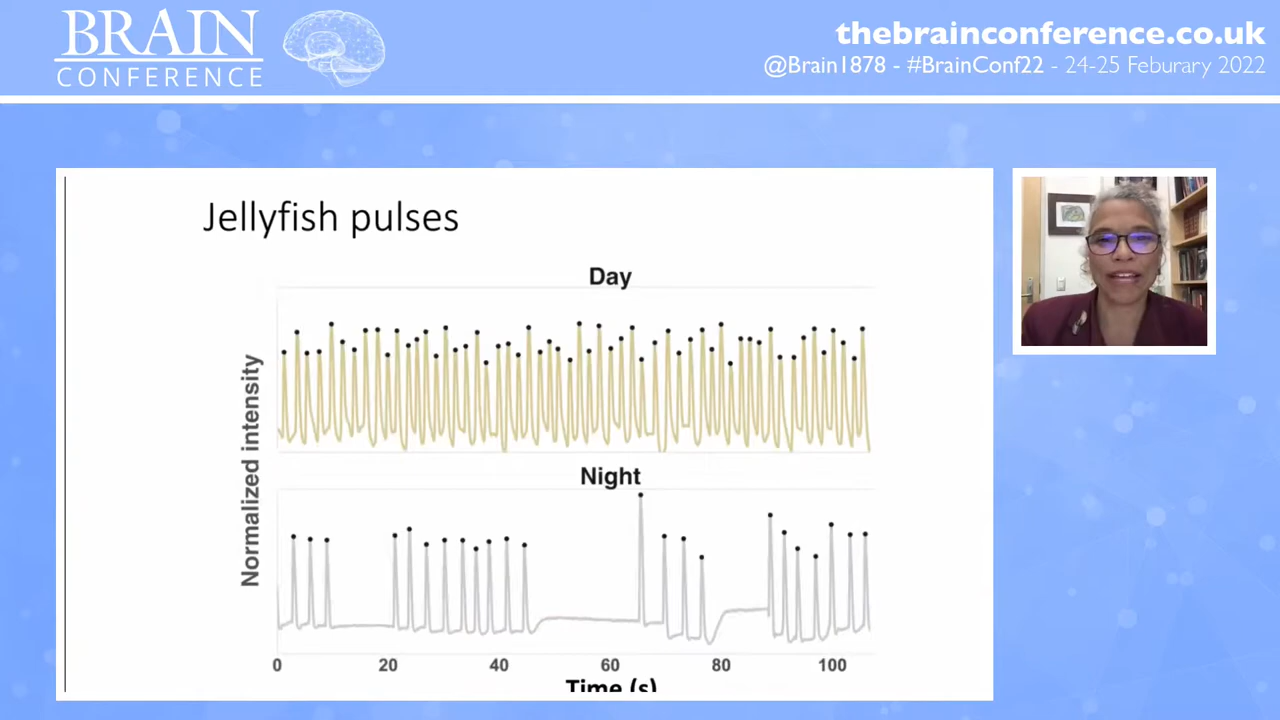 BRAIN
CONFERENCE
thebrainconference.co.uk
@Brain1878 - #BrainConf22 - 24-25 Feburary 2022
Jellyfish pulses
Day
Normalized intensity
Night
0 20 40 60 80 100
Time (s)